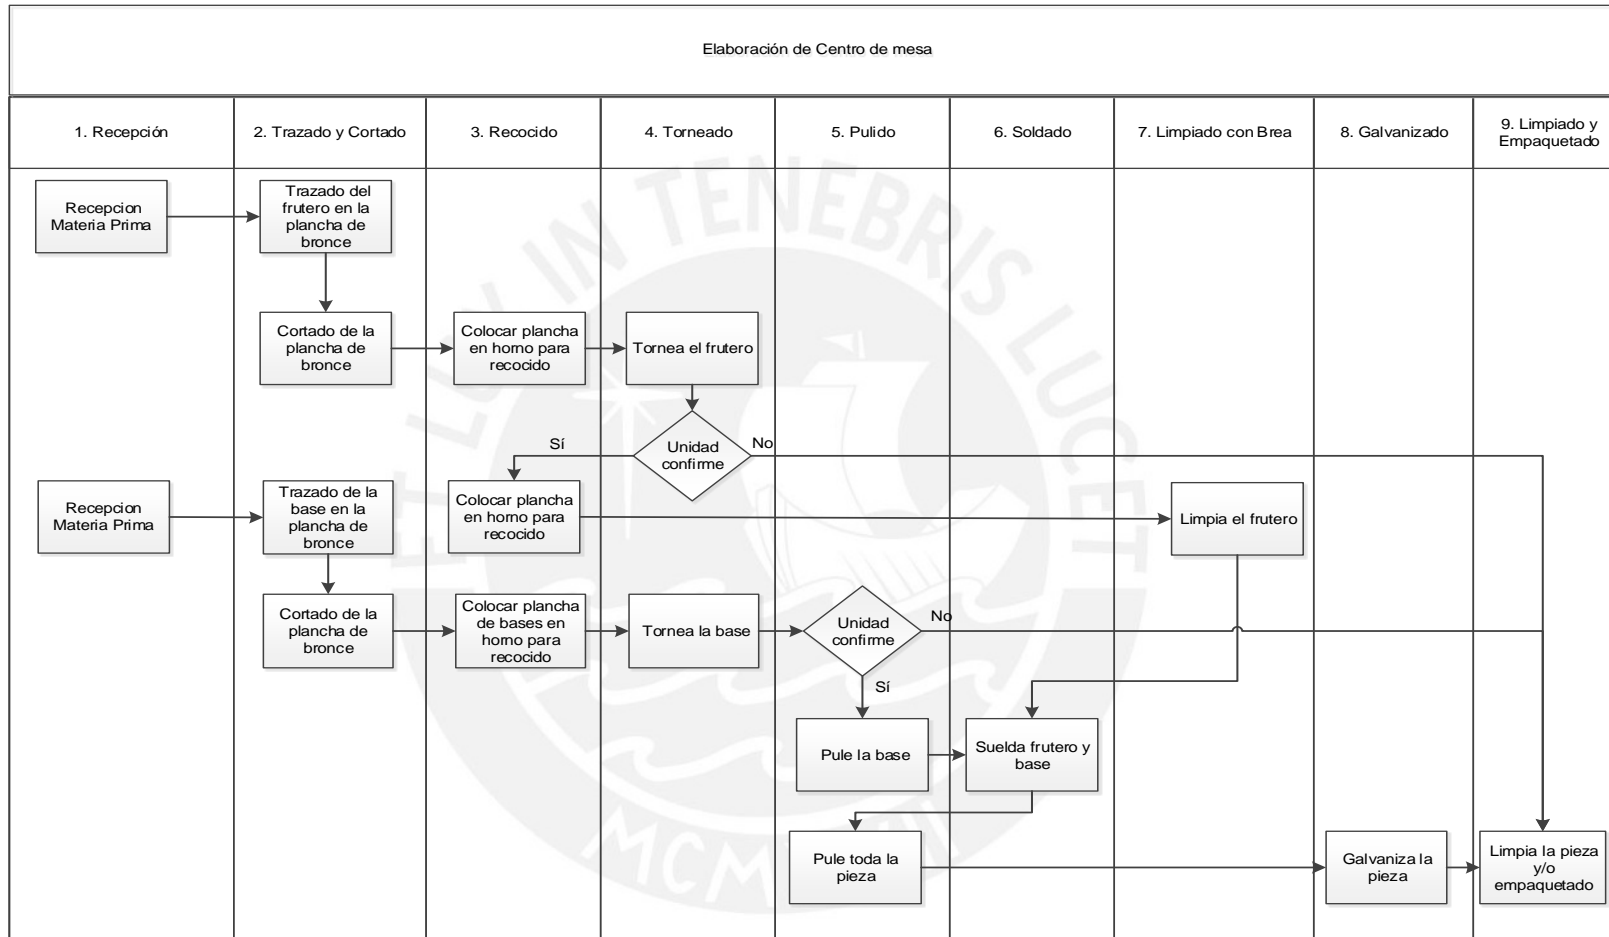 Elaboración de Centro de mesa
1. Recepción
2. Trazado y Cortado
3. Recocido
4. Torneado
5. Pulido
6. Soldado
7. Limpiado con Brea
8. Galvanizado
9. Limpiado y
Empaquetado
Recepcion
Materia Prima
Trazado del
frutero en la
plancha de
bronce
Cortado de la
plancha de
bronce
Colocar plancha
en horno para
recocido
Tornea el frutero
Unidad
confirme
Sí
No
Recepcion
Materia Prima
Trazado de la
base en la
plancha de
bronce
Colocar plancha
en horno para
recocido
Limpia el frutero
Cortado de la
plancha de
bronce
Colocar plancha
de bases en
horno para
recocido
Tornea la base
Unidad
confirme
No
Sí
Pule la base
Suelda frutero y
base
Pule toda la
pieza
Galvaniza la
pieza
Limpia la pieza
y/o
empaquetado
ET LUX IN TENEBRIS LUCET